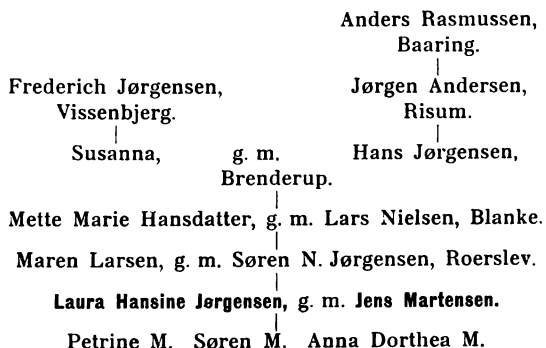 Anders Rasmussen,
Baaring.
Frederich Jørgensen,
Vissenbjerg.
Jørgen Andersen,
Risum.
Susanna, g. m. Hans Jørgensen,
Brenderup.
Mette Marie Hansdatter, g. m. Lars Nielsen, Blanke.
Maren Larsen, g. m. Søren N. Jørgensen, Roerslev.
Laura Hansine Jørgensen, g. m. Jens Martensen.
Petrine M. Søren M. Anna Dorthea M.